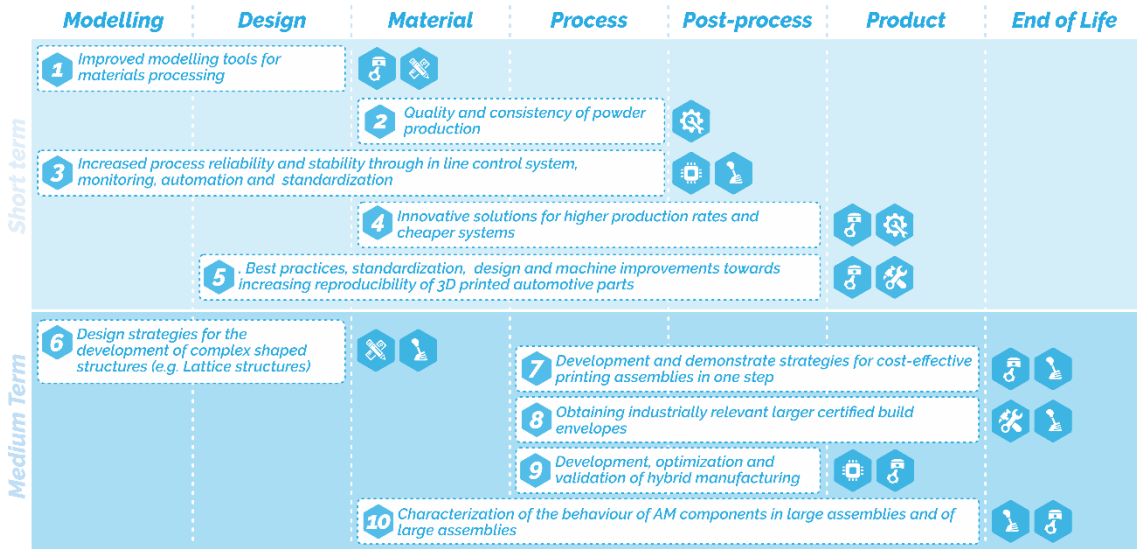 Modelling Design Material Process Post-process Product End of Life
Short term
1 Improved modelling tools for
materials processing
2 Quality and consistency of powder
production
3 Increased process reliability and stability through in line control system,
monitoring, automation and standardization
4 Innovative solutions for higher production rates and
cheaper systems
5 . Best practices, standardization, design and machine improvements towards
increasing reproducibility of 3D printed automotive parts
Medium Term
6 Design strategies for the
development of complex shaped
structures (e.g. Lattice structures)
7 Development and demonstrate strategies for cost-effective
printing assemblies in one step
8 Obtaining industrially relevant larger certified build
envelopes
9 Development, optimization and
validation of hybrid manufacturing
10 Characterization of the behaviour of AM components in large assemblies and of
large assemblies